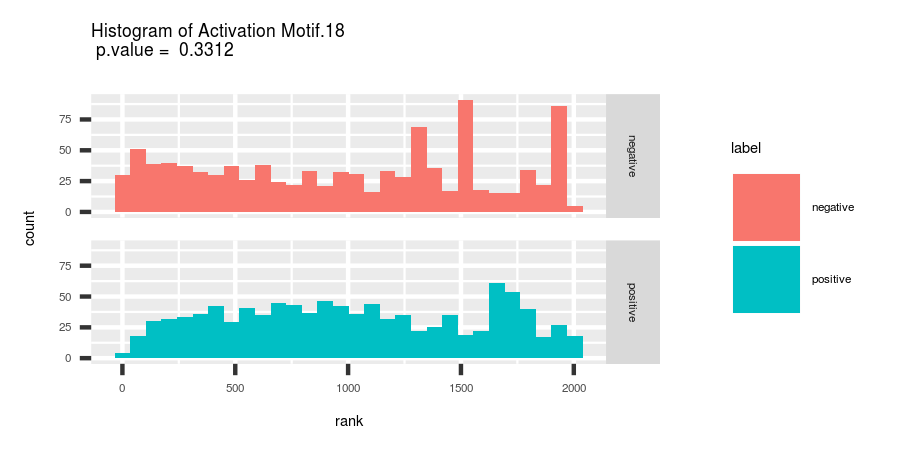 Histogram of Activation Motif.18
p.value =  0.3312
count
75
50
25
0
negative
75
50
25
0
positive
0
500
1000
1500
2000
rank
label
negative
positive